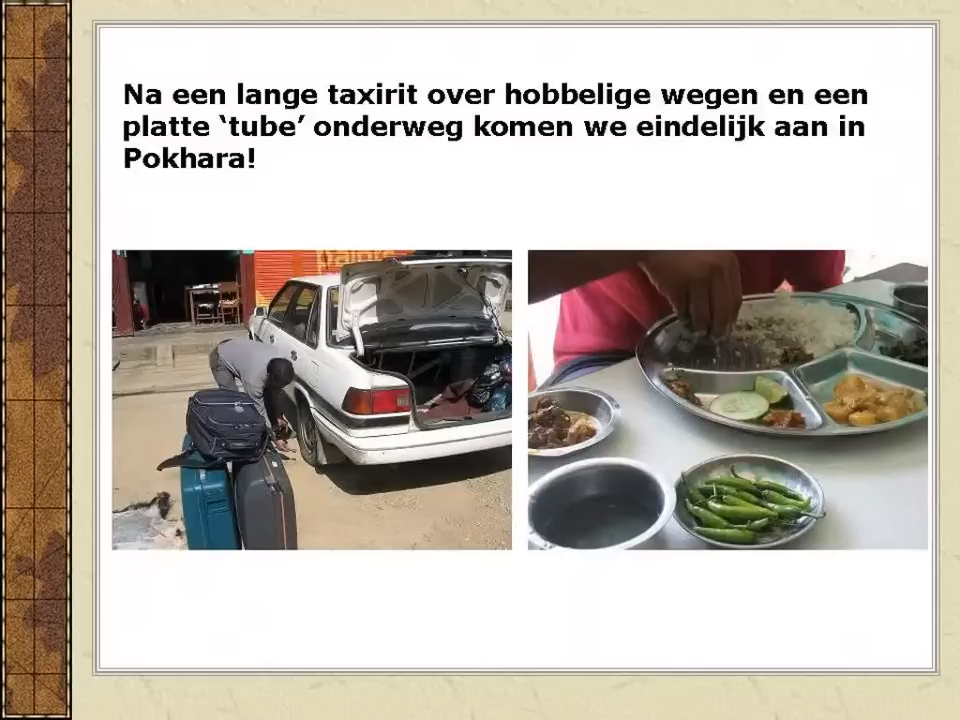 Na een lange taxirit over hobbelige wegen en een
platte ‘tube’ onderweg komen we eindelijk aan in
Pokhara!